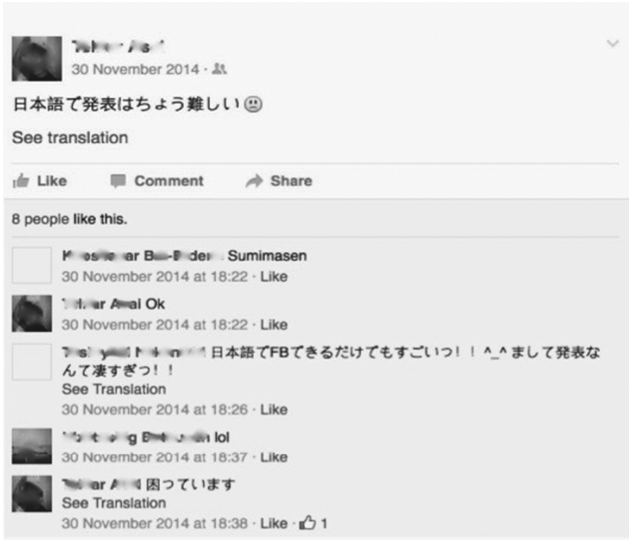 30 November 2014 ·
日本語で発表はちょう難しい
See translation
Like Comment Share
8 people like this.
Sumimasen
30 November 2014 at 18:22 · Like
Ok
30 November 2014 at 18:22 · Like
日本語でFBできるだけでもすごいっ！！^_^まして発表な
んて凄すぎっ！！
See Translation
30 November 2014 at 18:26 · Like
lol
30 November 2014 at 18:37 · Like
困っています
See Translation
30 November 2014 at 18:38 · Like · 1